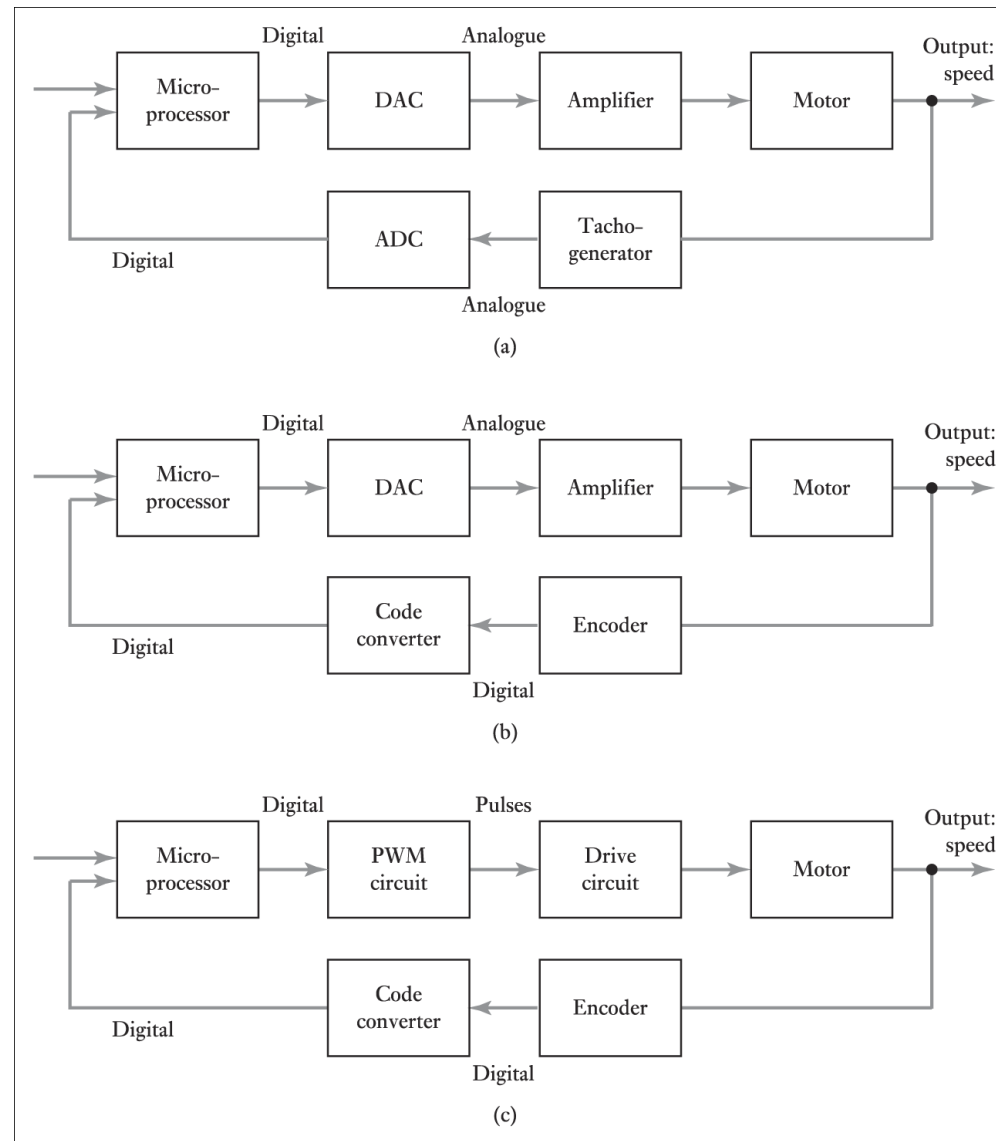 Digital
Analogue
Output:
speed
Micro-
processor
DAC
Amplifier
Motor
ADC
Tacho-
generator
Digital
Analogue
(a)
Digital
Analogue
Output:
speed
Micro-
processor
DAC
Amplifier
Motor
Code
converter
Encoder
Digital
Digital
(b)
Digital
Pulses
Output:
speed
Micro-
processor
PWM
circuit
Drive
circuit
Motor
Code
converter
Encoder
Digital
Digital
(c)